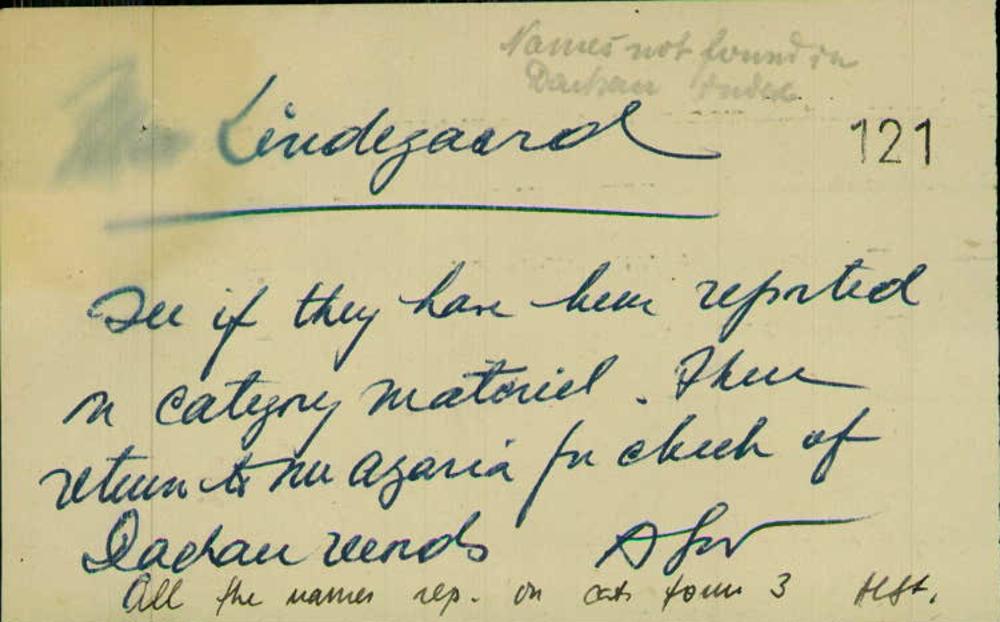 Names not found in
Dachau index.
Lindegaard
121
See if they have been reported
on category material. Then
return to Mr Azaria for check of
Dachau records
All the names rep. on cat. form 3